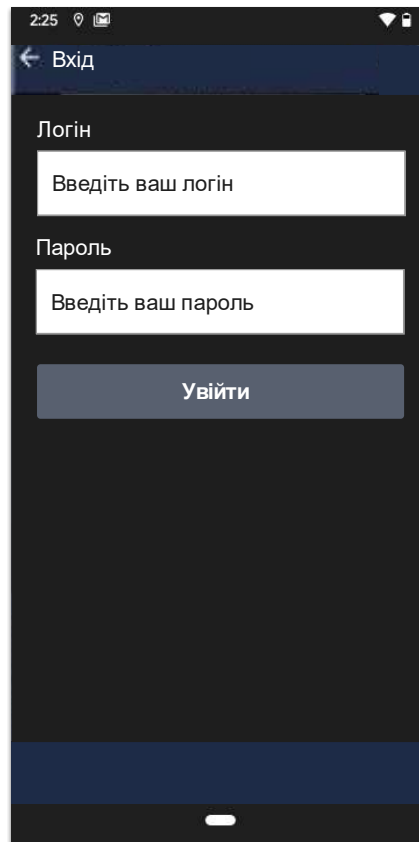 2:25
Вхід
Логін
Введіть ваш логін
Пароль
Введіть ваш пароль
Увійти